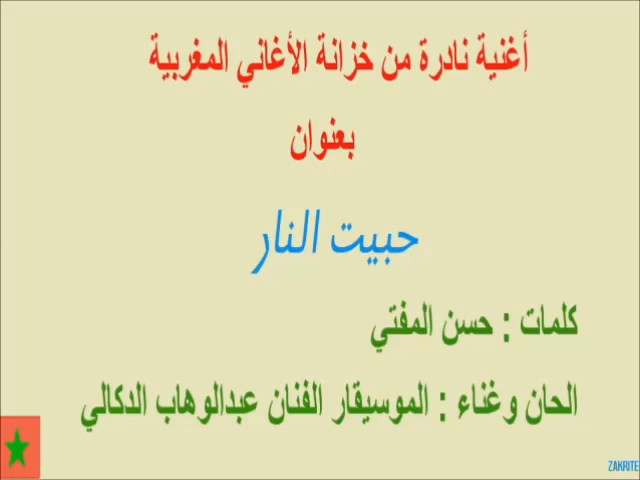 أغنية نادرة من خزانة الأغاني المغربية
بعنوان
حبيت النار
كلمات : حسن المفتي
الحان وغناء : الموسيقار الفنان عبدالوهاب الدكالي
ZAKRITE